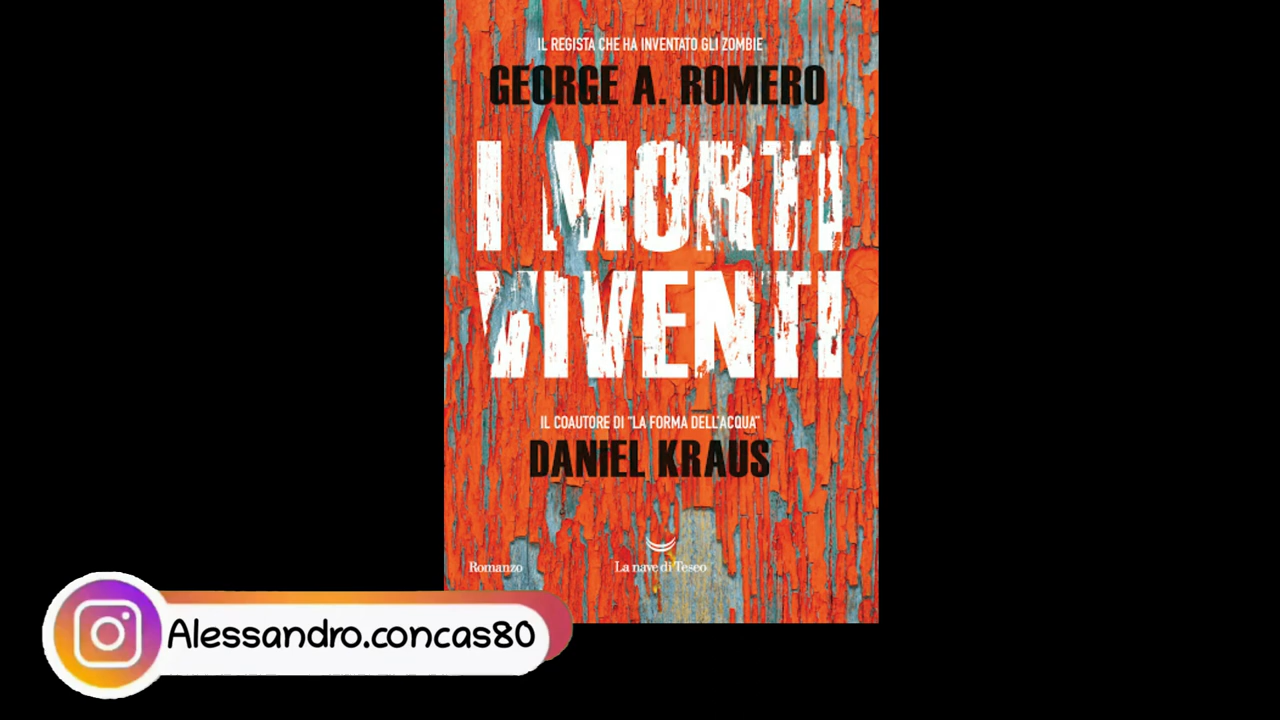 IL REGISTA CHE HA INVENTATO GLI ZOMBIE
GEORGE A. ROMERO
I MORTI
VIVENTI
IL COAUTORE DI "LA FORMA DELL'ACQUA"
DANIEL KRAUS
Romanzo
La nave di Teseo
Alessandro.concas80